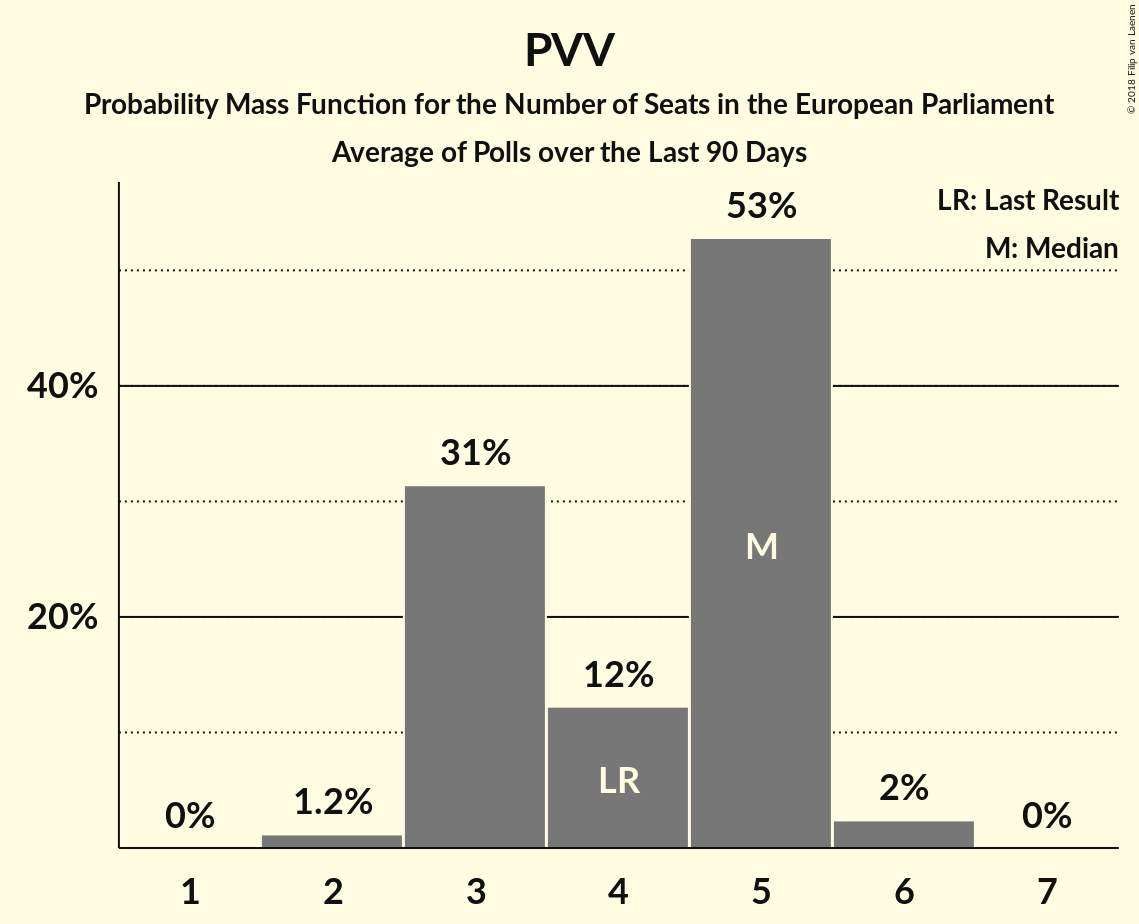 PVV
Probability Mass Function for the Number of Seats in the European Parliament
Average of Polls over the Last 90 Days
© 2018 Filip van Laenen
LR: Last Result
M: Median
53%
40%
31%
M
20%
12%
LR
0%
1.2%
2%
0%
1 2 3 4 5 6 7